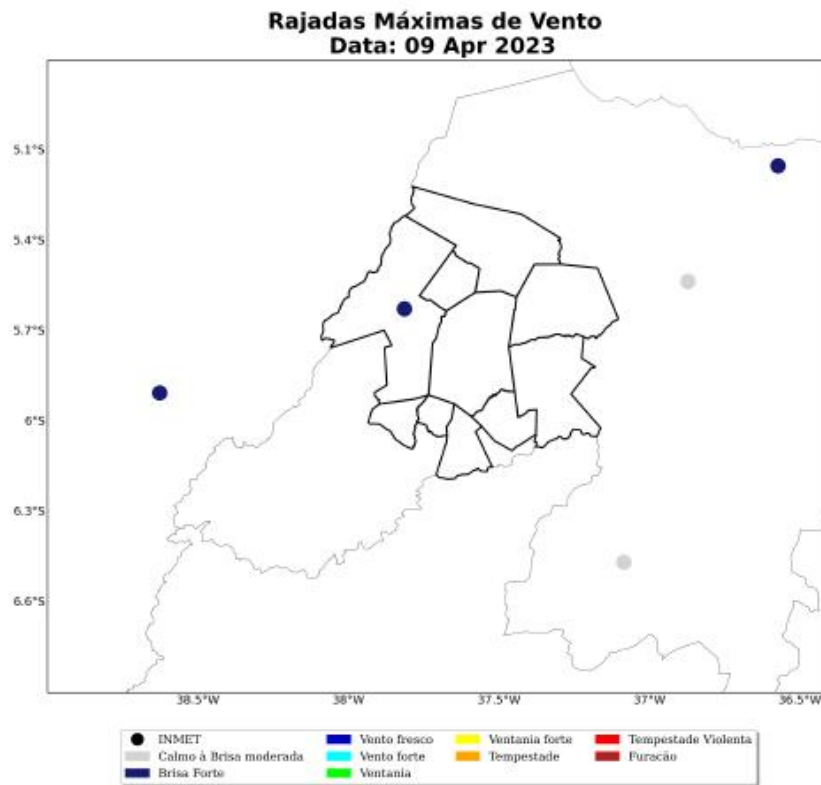 Rajadas Máximas de Vento
Data: 09 Apr 2023
5.1°S
5.4°S
5.7°S
6°S
6.3°S
6.6°S
38.5°W
38°W
37.5°W
37°W
36.5°W
INMET
Calmo à Brisa moderada
Brisa Forte
Vento fresco
Vento forte
Ventania
Ventania forte
Tempestade
Tempestade Violenta
Furacão